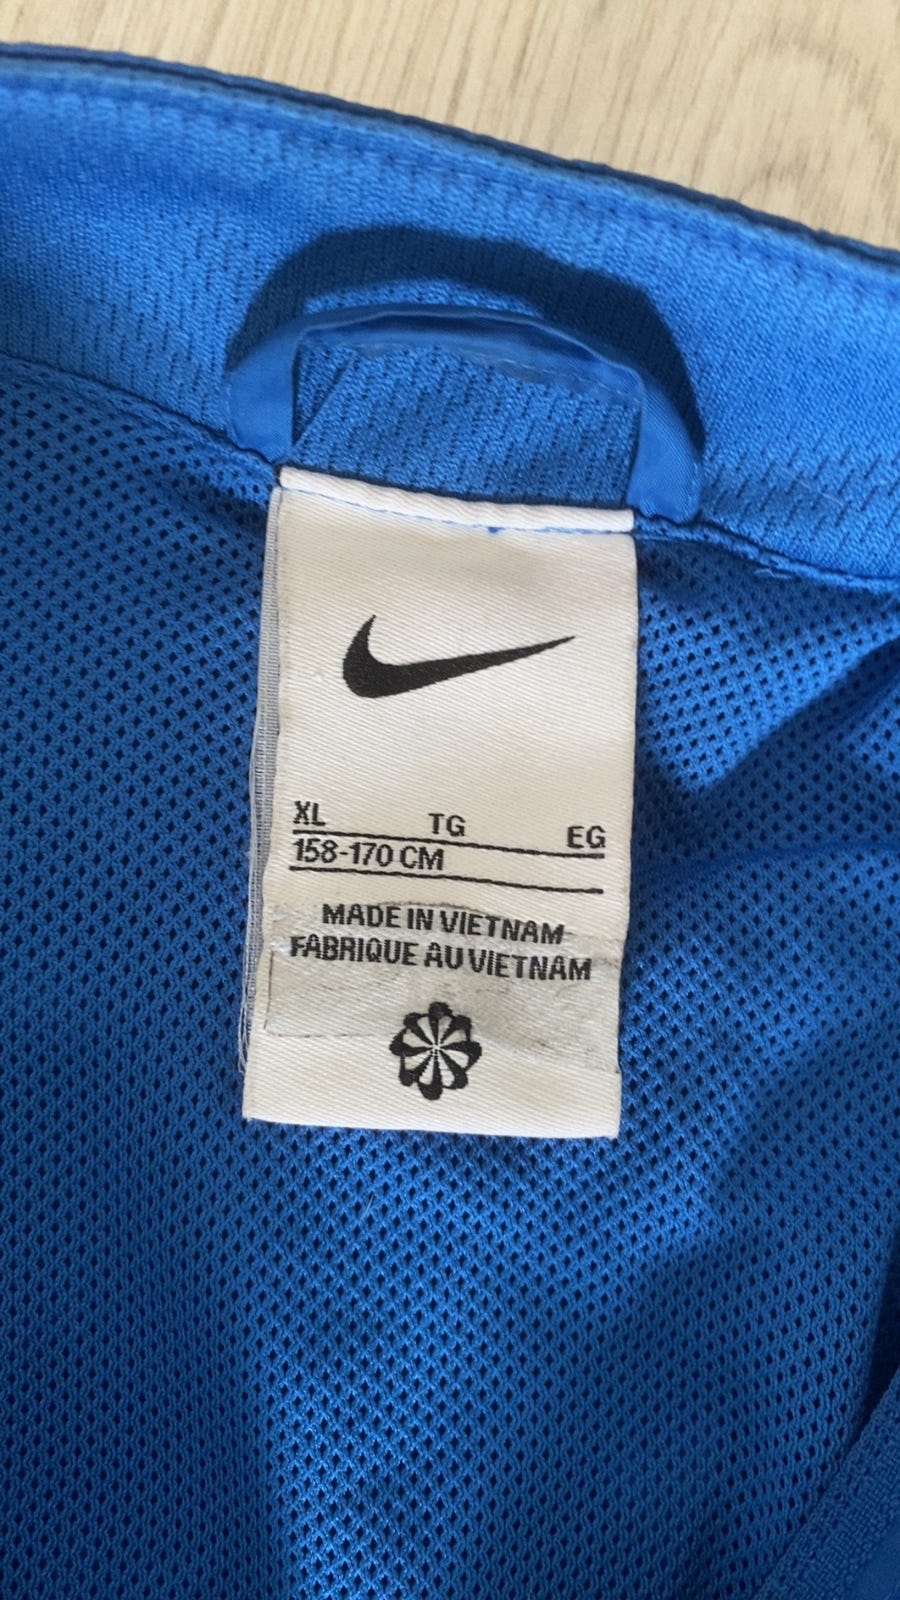 XL TG EG
158-170 CM
MADE IN VIETNAM
FABRIQUE AU VIETNAM